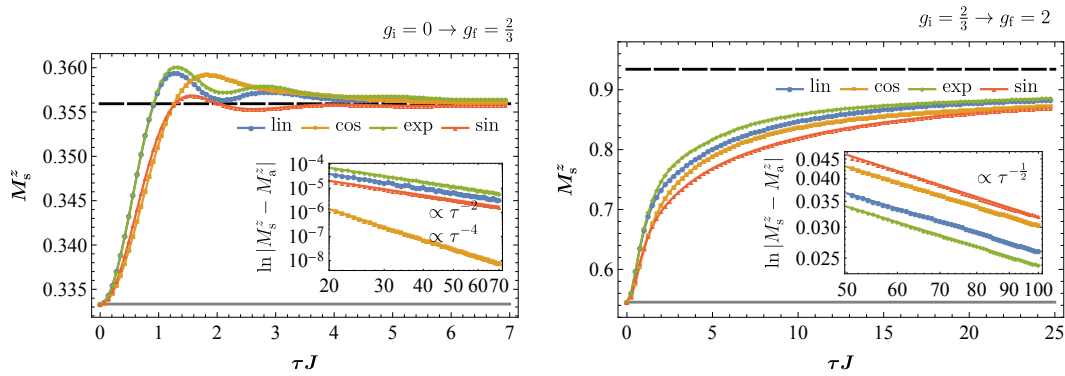 g_i = 0 → g_f = 2/3
M_s^z
0.360
0.355
0.350
0.345
0.340
0.335
0.333
lin cos exp sin
ln |M_s^z − M_a^z|
10^−4
10^−5
10^−6
10^−7
10^−8
∝ τ^−2
∝ τ^−4
20 30 40 50 60 70
0 1 2 3 4 5 6 7
τJ
g_i = 2/3 → g_f = 2
M_s^z
0.9
0.8
0.7
0.6
lin cos exp sin
ln |M_s^z − M_a^z|
0.045
0.040
0.035
0.030
0.025
∝ τ^−1/2
50 60 70 80 90 100
0 5 10 15 20 25
τJ